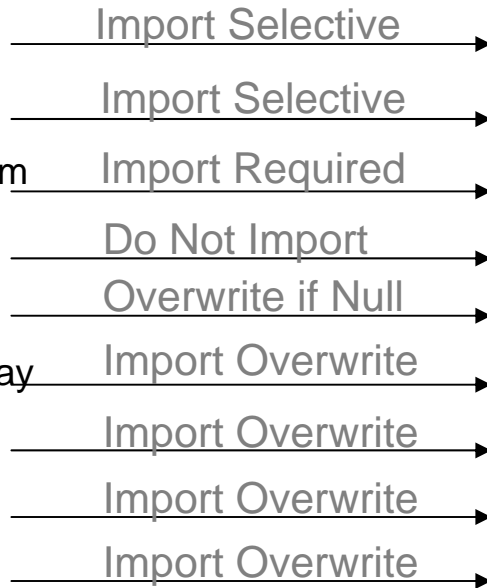 Import Selective
Import Selective
m Import Required
Do Not Import
Overwrite if Null
ay Import Overwrite
Import Overwrite
Import Overwrite
Import Overwrite